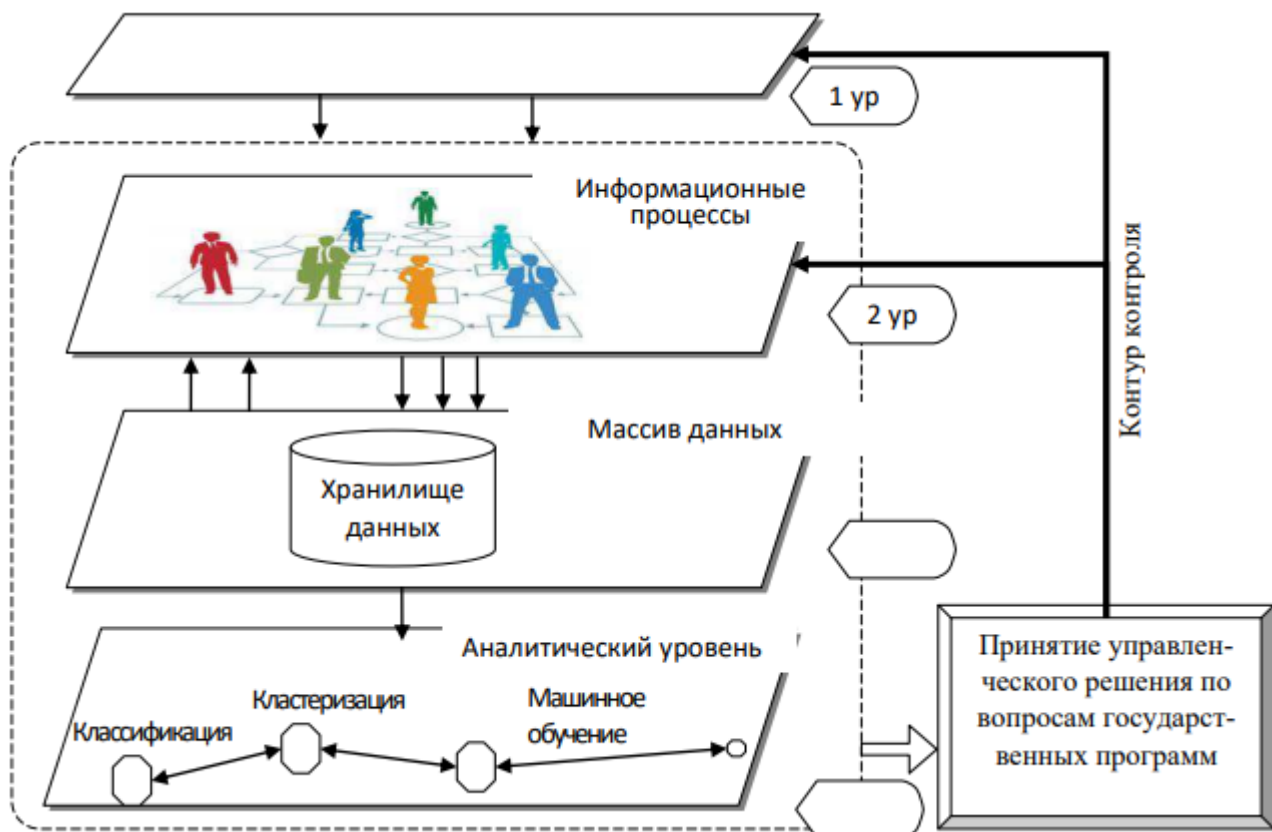 1 ур
Информационные
процессы
2 ур
Контур контроля
Массив данных
Хранилище
данных
Аналитический уровень
Кластеризация
Машинное
обучение
Классификация
Принятие управлен-
ческого решения по
вопросам государст-
венных программ